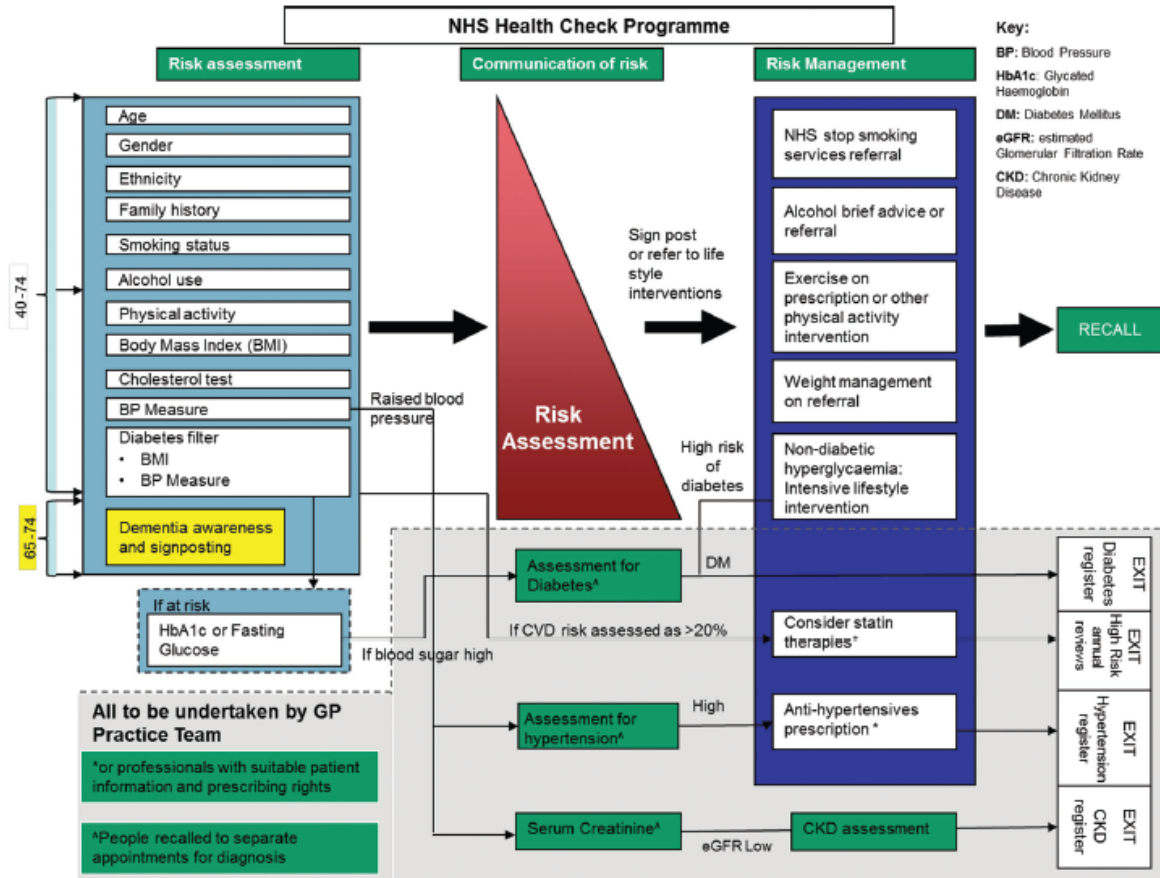 NHS Health Check Programme
Risk assessment
Communication of risk
Risk Management
Key:
BP: Blood Pressure
HbA1c: Glycated
Haemoglobin
DM: Diabetes Mellitus
eGFR: estimated
Glomerular Filtration Rate
CKD: Chronic Kidney
Disease
40-74
65-74
Age
Gender
Ethnicity
Family history
Smoking status
Alcohol use
Physical activity
Body Mass Index (BMI)
Cholesterol test
BP Measure
Diabetes filter
• BMI
• BP Measure
Dementia awareness
and signposting
If at risk
HbA1c or Fasting
Glucose
Raised blood
pressure
Risk
Assessment
Sign post
or refer to life
style
interventions
High risk
of
diabetes
NHS stop smoking
services referral
Alcohol brief advice or
referral
Exercise on
prescription or other
physical activity
intervention
Weight management
on referral
Non-diabetic
hyperglycaemia:
Intensive lifestyle
intervention
RECALL
Assessment for
Diabetes^
DM
EXIT
Diabetes
register
If blood sugar high
If CVD risk assessed as >20%
Consider statin
therapies*
EXIT
High Risk
annual
reviews
Assessment for
hypertension^
High
Anti-hypertensives
prescription *
EXIT
Hypertension
register
Serum Creatinine^
eGFR Low
CKD assessment
EXIT
CKD
register
All to be undertaken by GP
Practice Team
*or professionals with suitable patient
information and prescribing rights
^People recalled to separate
appointments for diagnosis